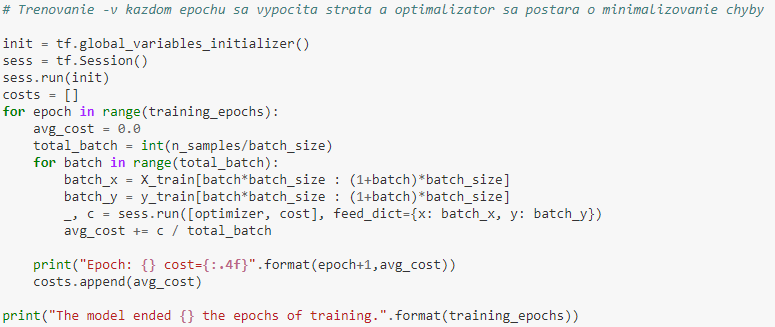 # Trenovanie -v kazdom epochu sa vypocita strata a optimalizator sa postara o minimalizovanie chyby
init = tf.global_variables_initializer()
sess = tf.Session()
sess.run(init)
costs = []
for epoch in range(training_epochs):
    avg_cost = 0.0
    total_batch = int(n_samples/batch_size)
    for batch in range(total_batch):
        batch_x = X_train[batch*batch_size : (1+batch)*batch_size]
        batch_y = y_train[batch*batch_size : (1+batch)*batch_size]
        _, c = sess.run([optimizer, cost], feed_dict={x: batch_x, y: batch_y})
        avg_cost += c / total_batch
    print("Epoch: {} cost={:.4f}".format(epoch+1,avg_cost))
    costs.append(avg_cost)
print("The model ended {} the epochs of training.".format(training_epochs))